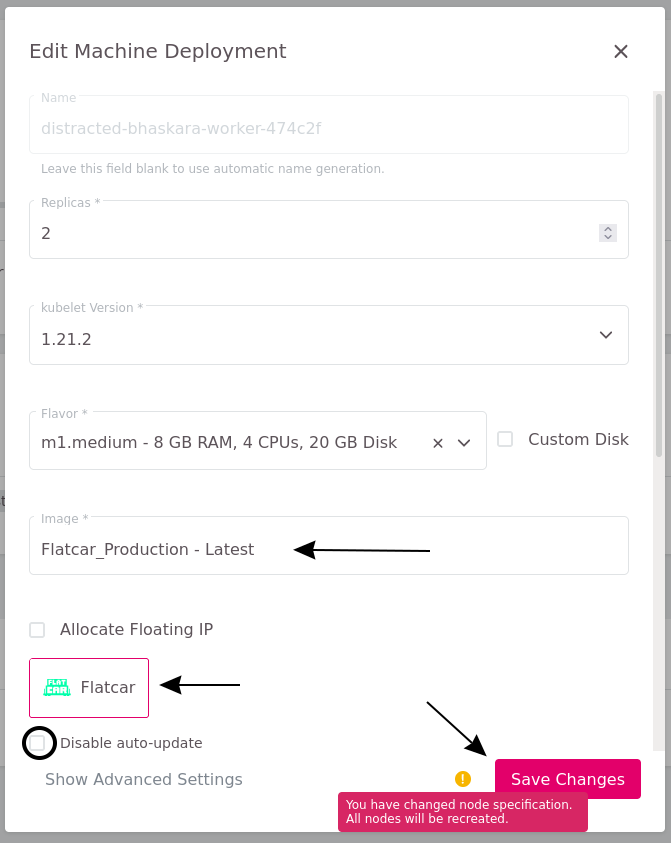 Edit Machine Deployment
Name
distracted-bhaskara-worker-474c2f
Leave this field blank to use automatic name generation.
Replicas *
2
kubelet Version *
1.21.2
Flavor *
m1.medium - 8 GB RAM, 4 CPUs, 20 GB Disk
Custom Disk
Image *
Flatcar_Production - Latest
Allocate Floating IP
FLAT
CAR
Flatcar
Disable auto-update
Show Advanced Settings
Save Changes
You have changed node specification.
All nodes will be recreated.